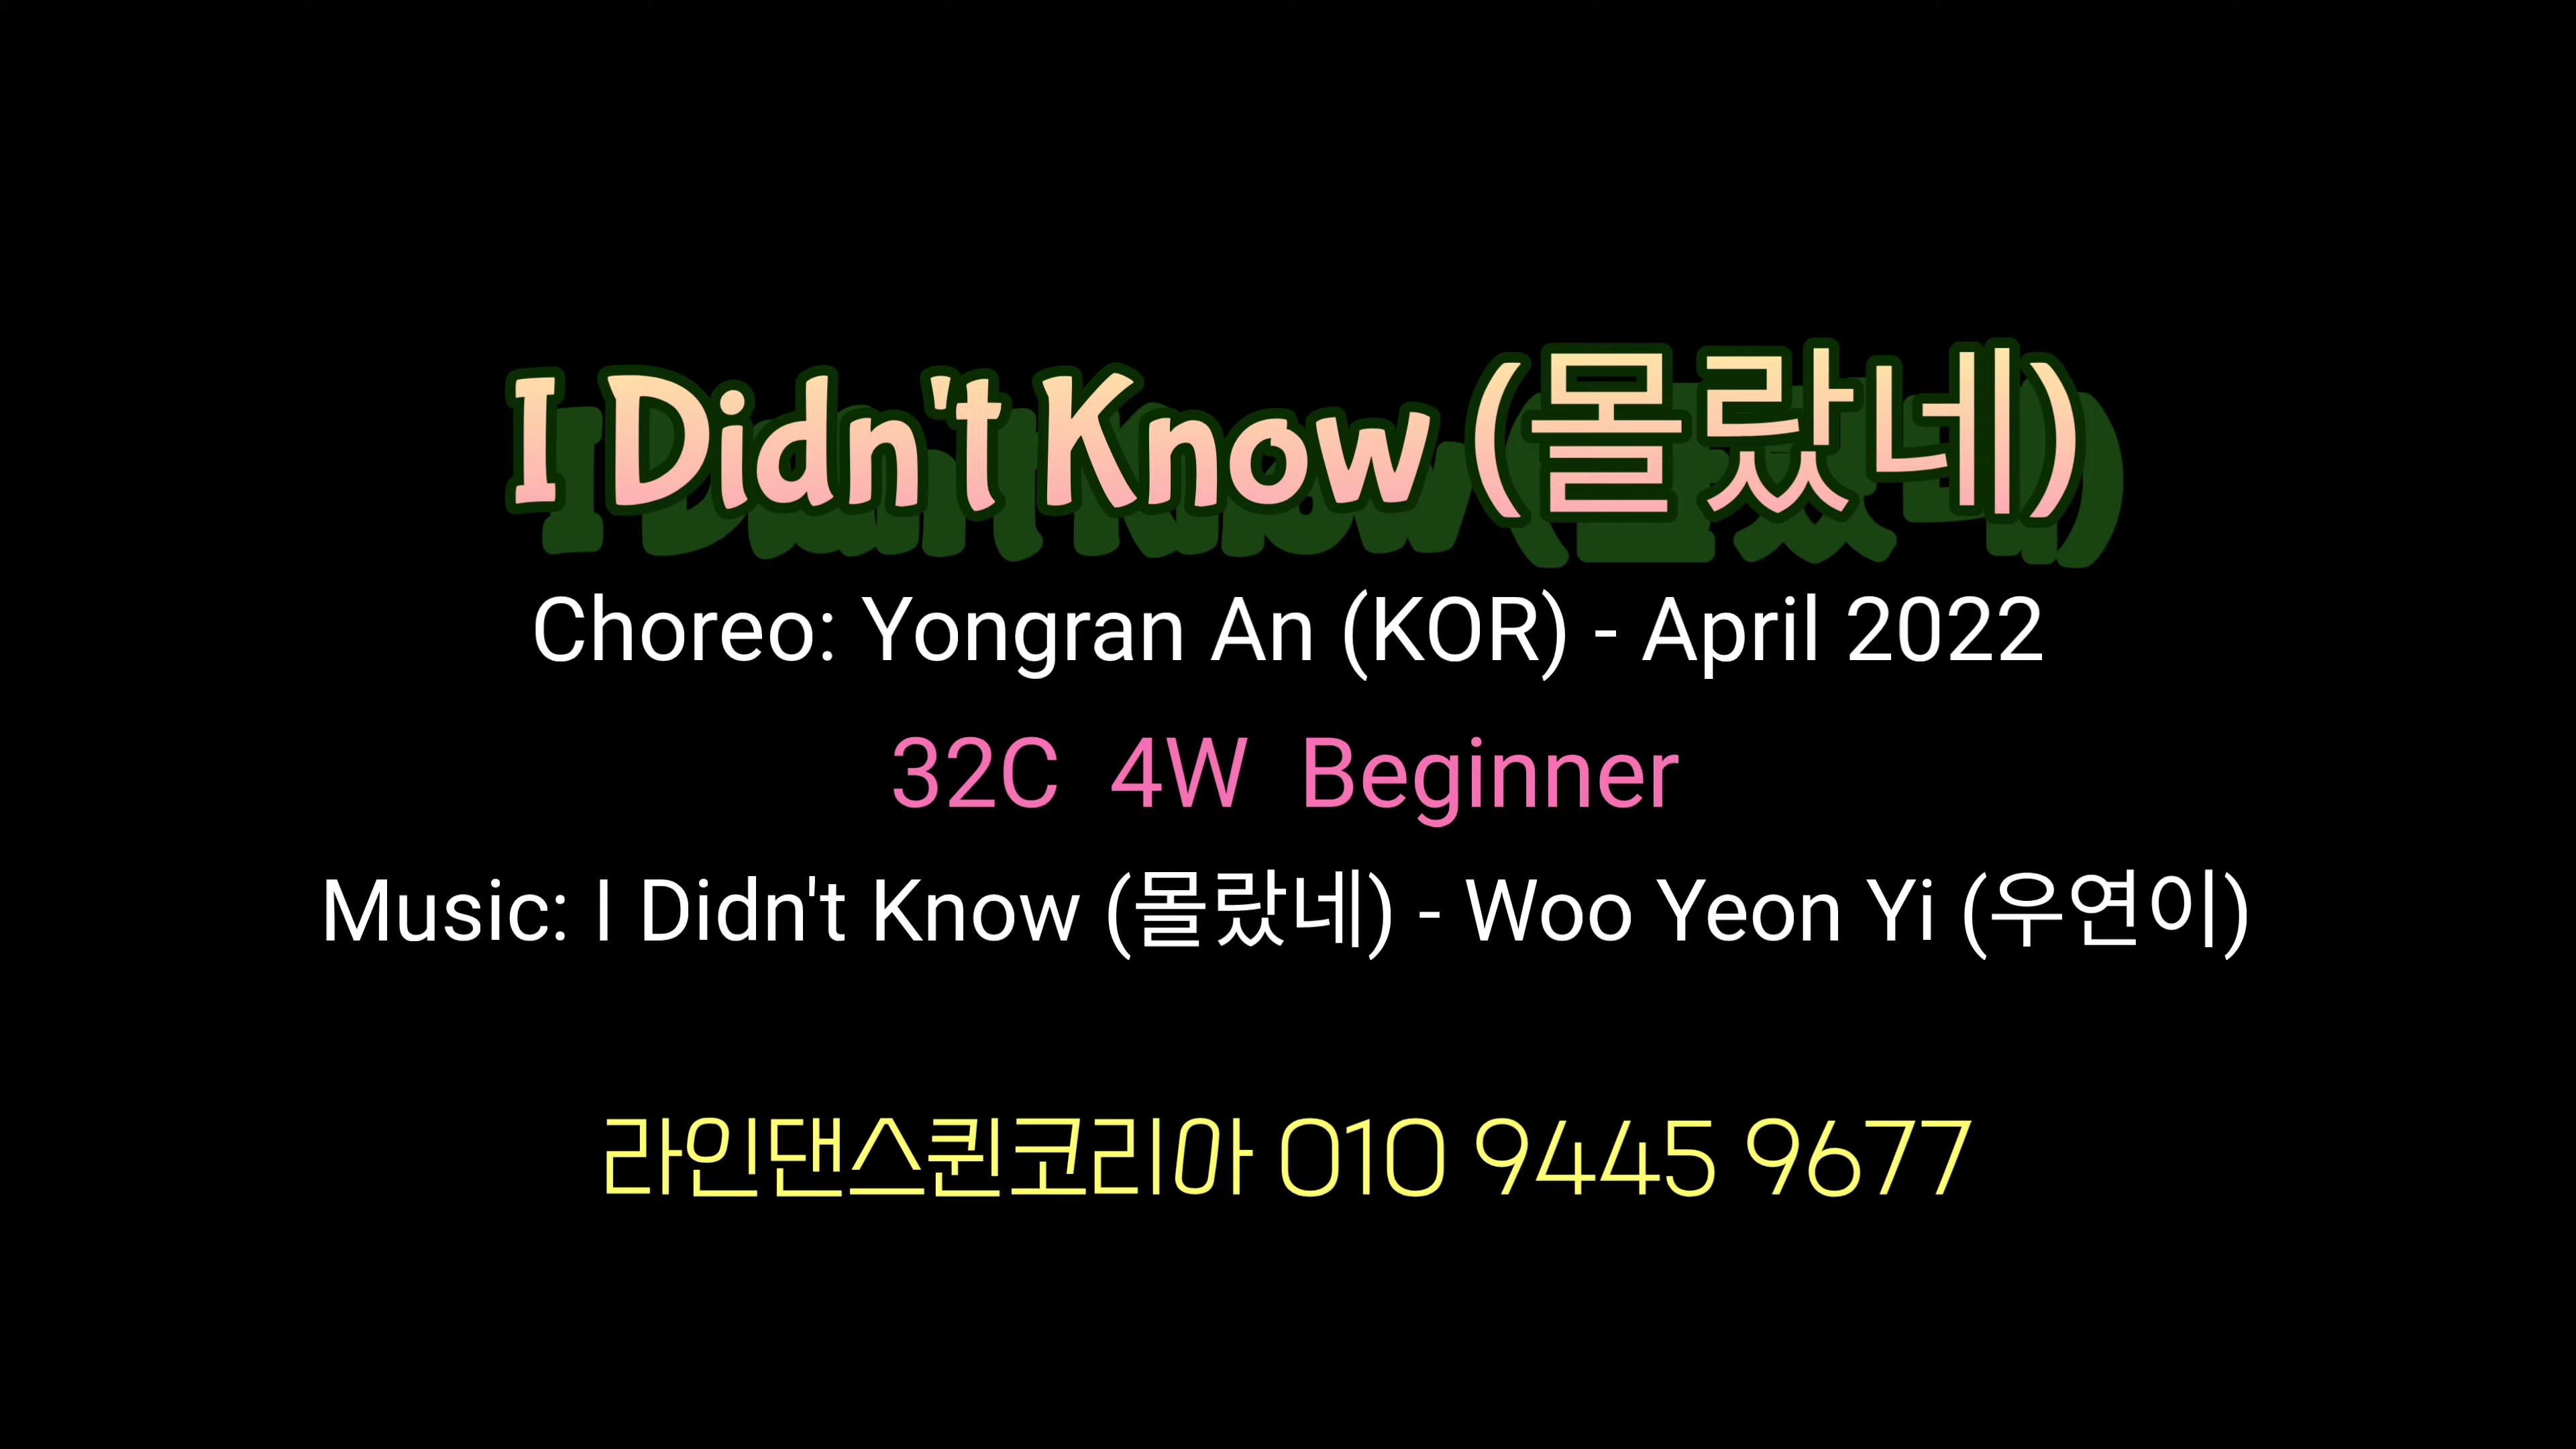 I Didn't Know (몰랐네)
Choreo: Yongran An (KOR) - April 2022
32C 4W Beginner
Music: I Didn't Know (몰랐네) - Woo Yeon Yi (우연이)
라인댄스퀸코리아 010 9445 9677